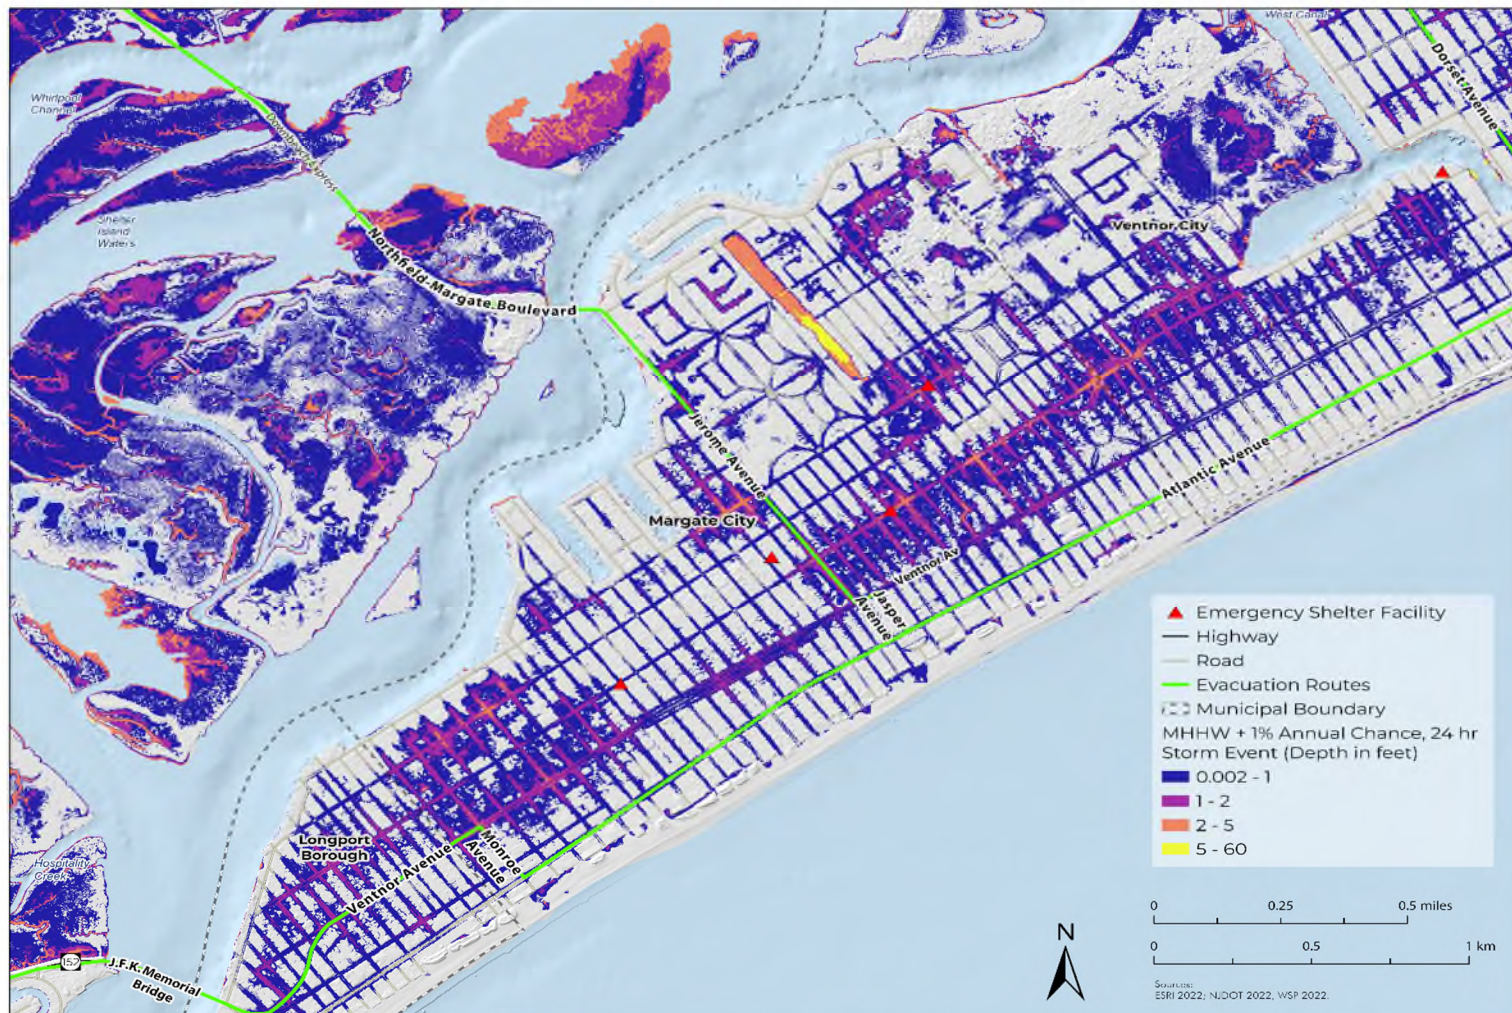 West Canal
Dorset Avenue
Whirlpool
Channel
Downbeach Express
Shelter
Island
Waters
Ventnor City
Northfield-Margate Boulevard
Jerome Avenue
Atlantic Avenue
Margate City
Ventnor Av
Jasper
Avenue
Longport
Borough
Monroe
Avenue
Ventnor Avenue
Hospitality
Creek
152
J.F.K. Memorial
Bridge
Emergency Shelter Facility
Highway
Road
Evacuation Routes
Municipal Boundary
MHHW + 1% Annual Chance, 24 hr
Storm Event (Depth in feet)
0.002 - 1
1 - 2
2 - 5
5 - 60
0 0.25 0.5 miles
0 0.5 1 km
N
Sources:
ESRI 2022; NJDOT 2022, WSP 2022.